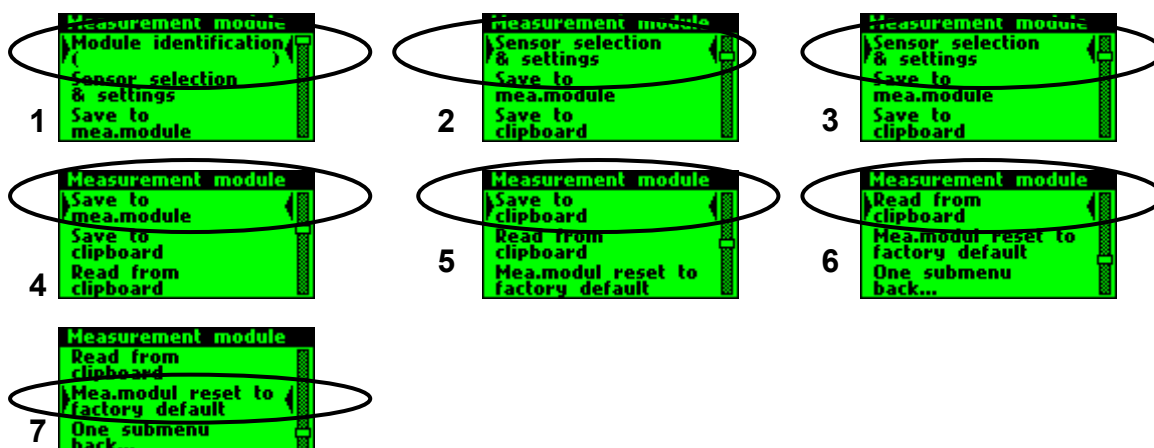 Measurement module
Module identification
( )
Sensor selection
& settings
Save to
mea.module
1
Measurement module
Sensor selection
& settings
Save to
mea.module
Save to
clipboard
2
Measurement module
Sensor selection
& settings
Save to
mea.module
Save to
clipboard
3
Measurement module
Save to
mea.module
Save to
clipboard
Read from
clipboard
4
Measurement module
Save to
clipboard
Read from
clipboard
Mea.modul reset to
factory default
5
Measurement module
Read from
clipboard
Mea.modul reset to
factory default
One submenu
back...
6
Measurement module
Read from
clipboard
Mea.modul reset to
factory default
One submenu
back...
7